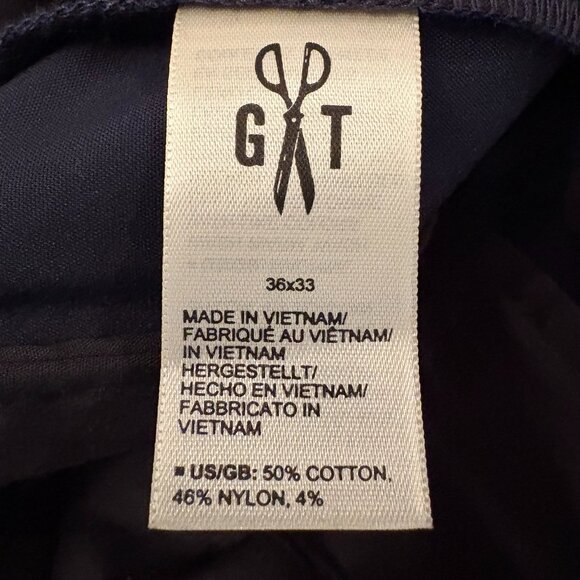 G T
36x33
MADE IN VIETNAM/
FABRIQUÉ AU VIÊTNAM/
IN VIETNAM
HERGESTELLT/
HECHO EN VIETNAM/
FABBRICATO IN
VIETNAM
■ US/GB: 50% COTTON,
46% NYLON, 4%